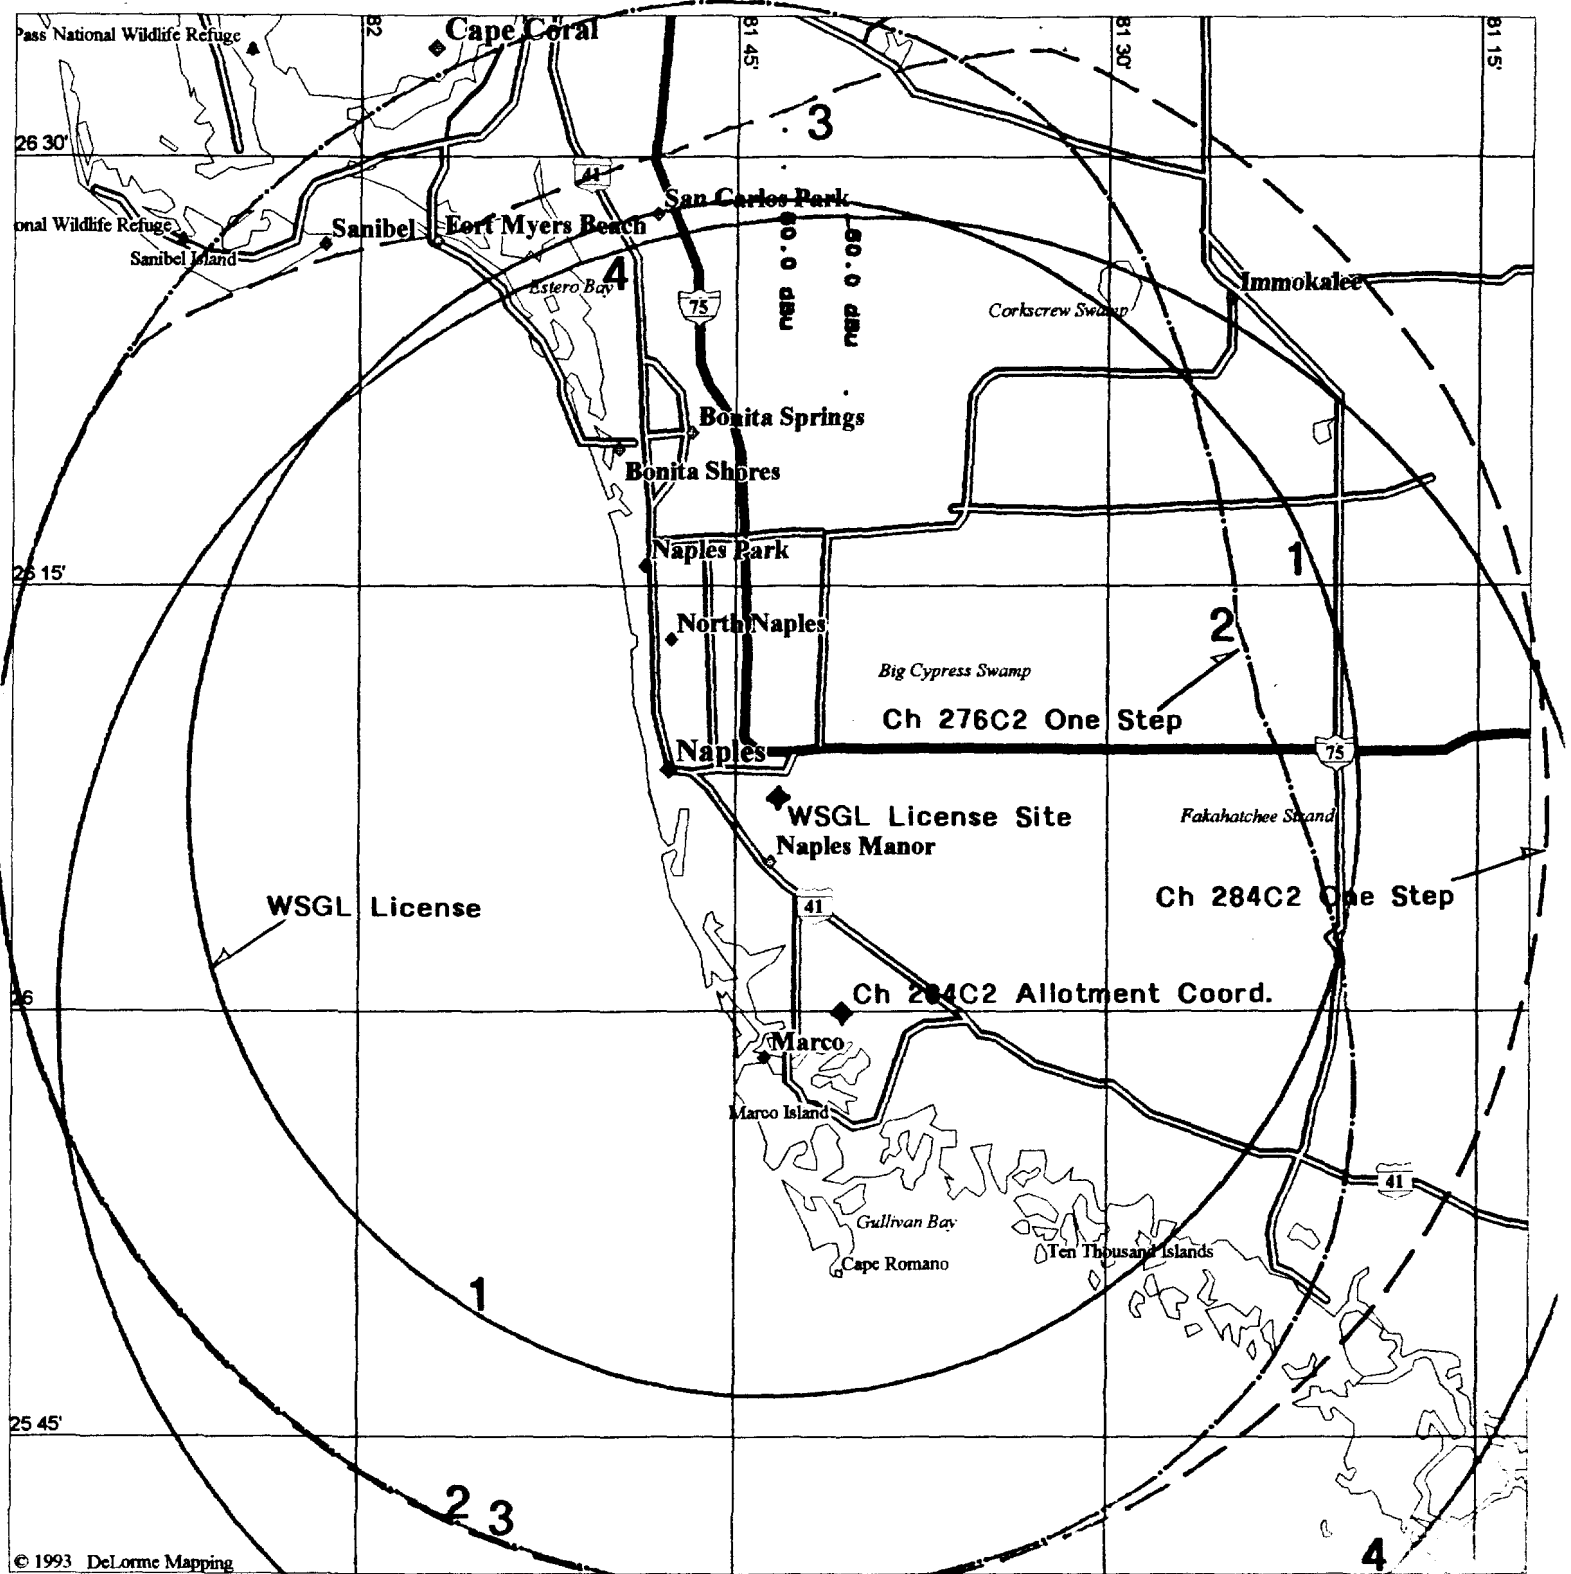 Pass National Wildlife Refuge
82
Cape Coral
81 45'
81 30'
81 15'
3
26 30'
41
San Carlos Park
onal Wildlife Refuge
Sanibel
Fort Myers Beach
Sanibel Island
4
Estero Bay
75
60.0 dBu
60.0 dBu
Immokalee
Corkscrew Swamp
Bonita Springs
Bonita Shores
Naples Park
1
26 15'
2
North Naples
Big Cypress Swamp
Ch 276C2 One Step
Naples
75
WSGL License Site
Fakahatchee Strand
Naples Manor
Ch 284C2 One Step
WSGL License
41
26
Ch 284C2 Allotment Coord.
Marco
Marco Island
41
Gullivan Bay
Ten Thousand Islands
Cape Romano
1
25 45'
2
3
4
© 1993 DeLorme Mapping